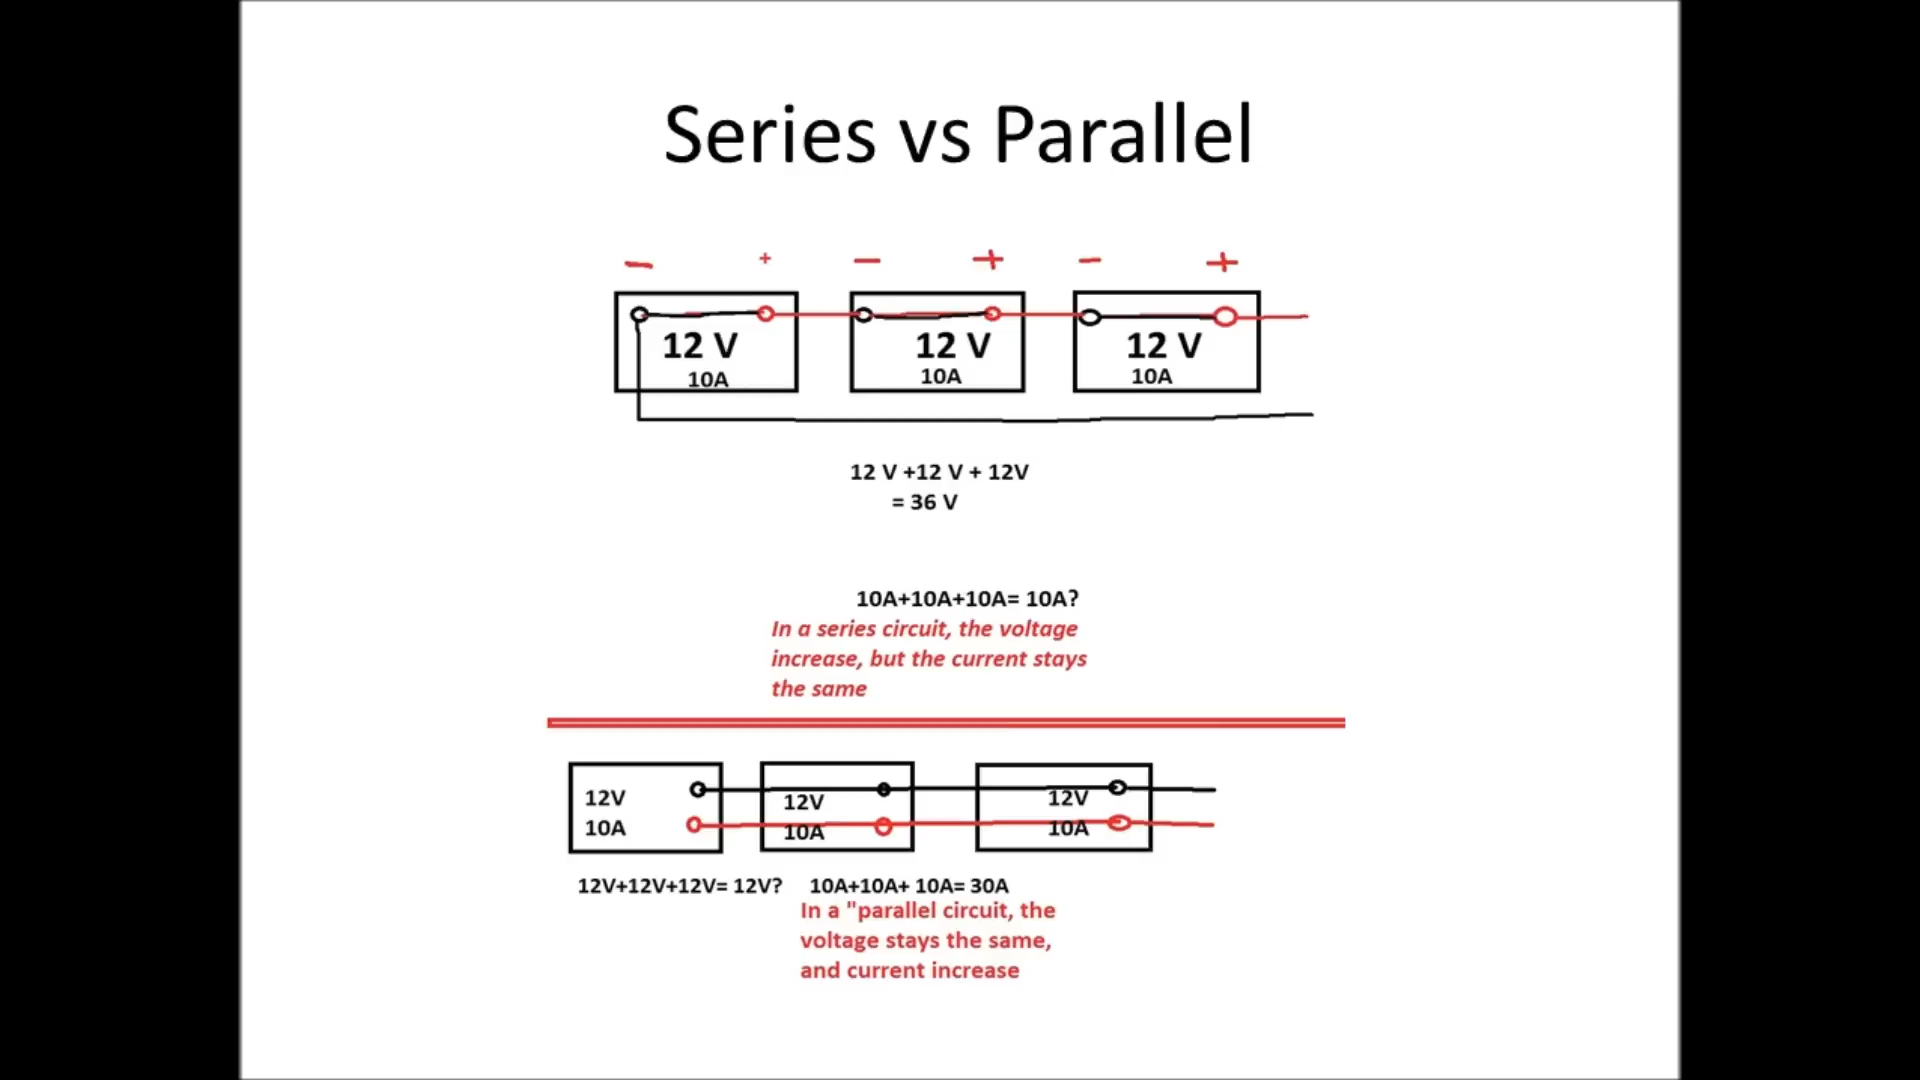 Series vs Parallel
− + − + − +
12 V 12 V 12 V
10A 10A 10A
12 V +12 V + 12V
= 36 V
10A+10A+10A= 10A?
In a series circuit, the voltage
increase, but the current stays
the same
12V 12V 12V
10A 10A 10A
12V+12V+12V= 12V? 10A+10A+ 10A= 30A
In a "parallel circuit, the
voltage stays the same,
and current increase